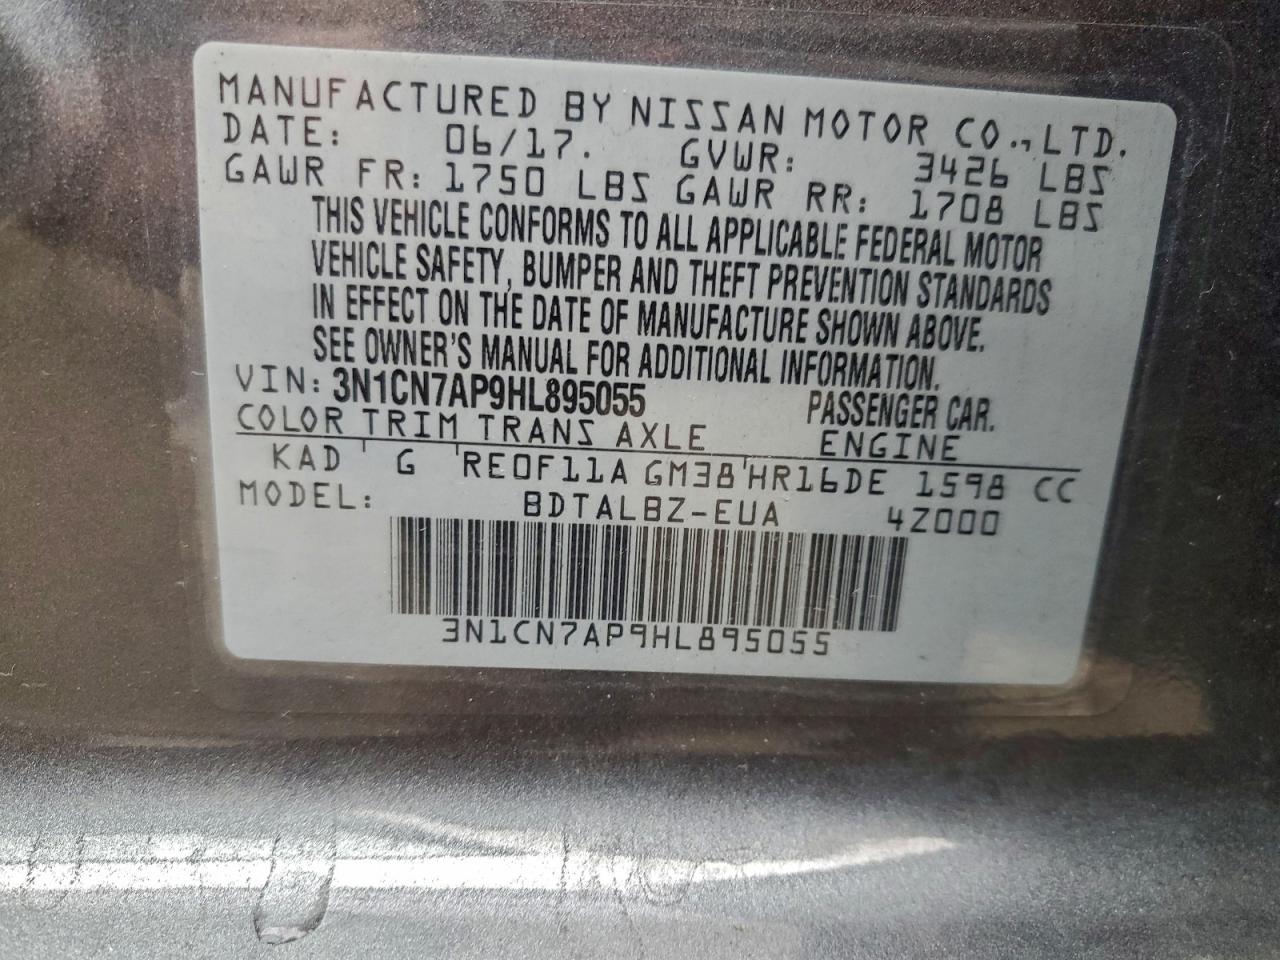 MANUFACTURED BY NISSAN MOTOR CO., LTD.
DATE: 06/17. GVWR: 3426 LBS
GAWR FR: 1750 LBS GAWR RR: 1708 LBS
THIS VEHICLE CONFORMS TO ALL APPLICABLE FEDERAL MOTOR
VEHICLE SAFETY, BUMPER AND THEFT PREVENTION STANDARDS
IN EFFECT ON THE DATE OF MANUFACTURE SHOWN ABOVE.
SEE OWNER'S MANUAL FOR ADDITIONAL INFORMATION.
VIN: 3N1CN7AP9HL895055 PASSENGER CAR.
COLOR TRIM TRANS AXLE ENGINE
KAD G RE0F11A GM38 HR16DE 1598 CC
MODEL: BDTALBZ-EUA 4Z000
3N1CN7AP9HL895055